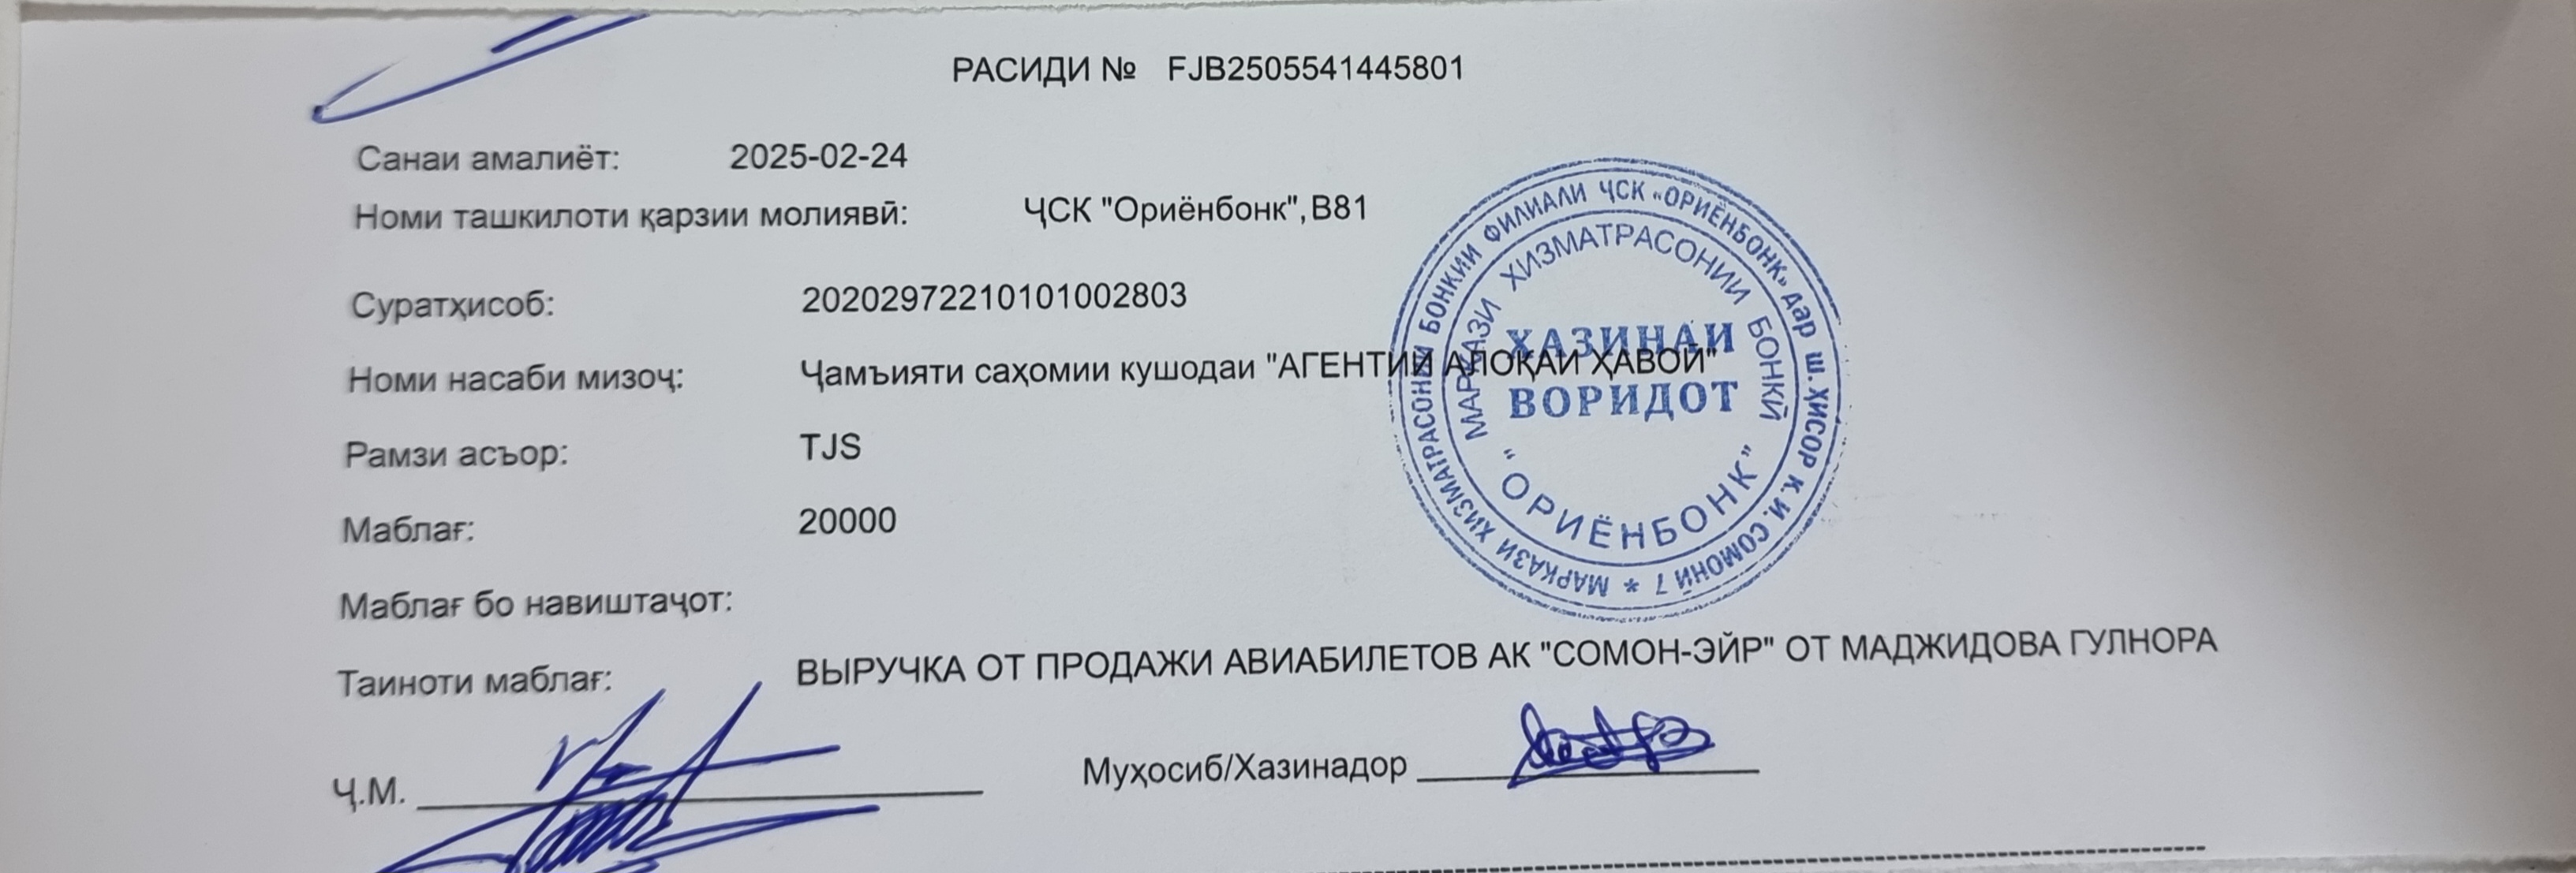 РАСИДИ № FJB2505541445801
Санаи амалиёт: 2025-02-24
Номи ташкилоти қарзии молиявӣ: ҶСК "Ориёнбонк",B81
Суратҳисоб: 20202972210101002803
Номи насаби мизоҷ: Ҷамъияти саҳомии кушодаи "АГЕНТИИ АЛОҚАИ ҲАВОӢ"
Рамзи асъор: TJS
Маблағ: 20000
Маблағ бо навиштаҷот:
Таиноти маблағ: ВЫРУЧКА ОТ ПРОДАЖИ АВИАБИЛЕТОВ АК "СОМОН-ЭЙР" ОТ МАДЖИДОВА ГУЛНОРА
Ҷ.М. Муҳосиб/Хазинадор
МАРКАЗИ ХИЗМАТРАСОНИИ БОНКИИ ФИЛИАЛИ ҶСК «ОРИЁНБОНК» дар Ш. ҲИСОР К. И. СОМОНӢ 7 *
МАРКАЗИ ХИЗМАТРАСОНИИ БОНКӢ
"ОРИЁНБОНК"
ХАЗИНАИ
ВОРИДОТ